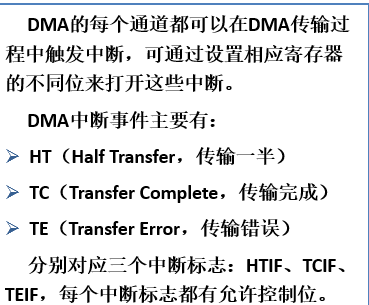 DMA的每个通道都可以在DMA传输过
程中触发中断，可通过设置相应寄存器
的不同位来打开这些中断。
DMA中断事件主要有：
➢ HT（Half Transfer，传输一半）
➢ TC（Transfer Complete，传输完成）
➢ TE（Transfer Error，传输错误）
分别对应三个中断标志：HTIF、TCIF、
TEIF，每个中断标志都有允许控制位。